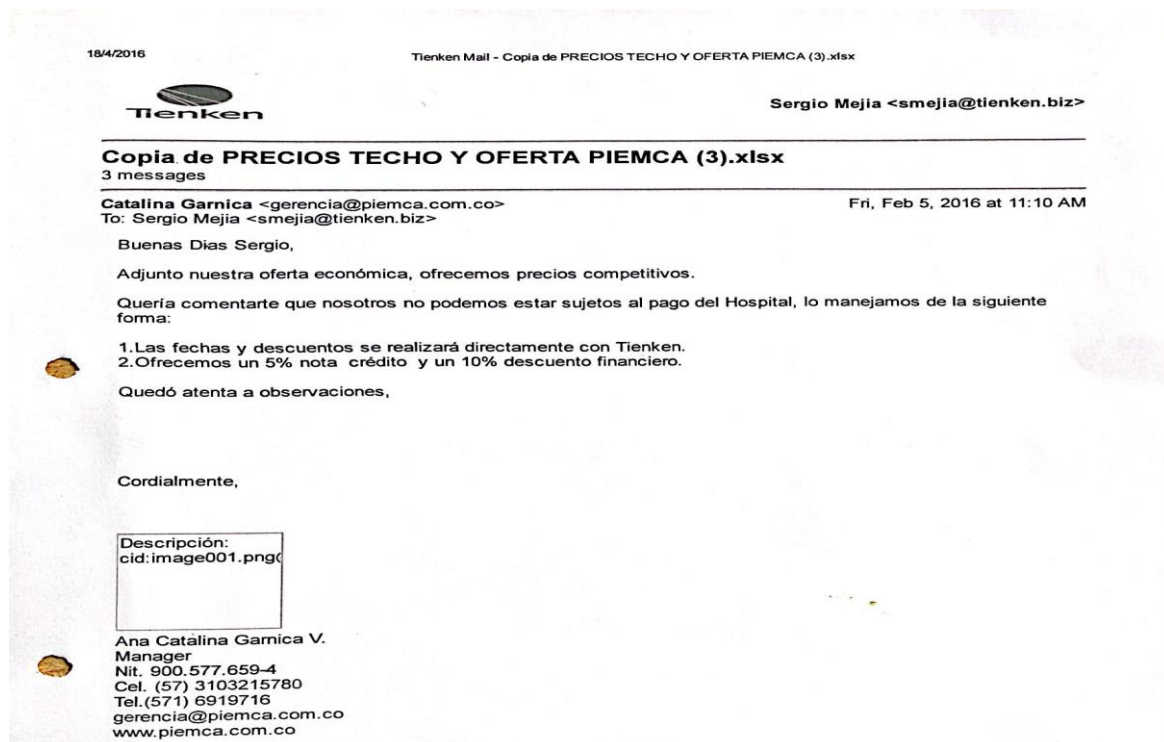 18/4/2016 Tienken Mail - Copia de PRECIOS TECHO Y OFERTA PIEMCA (3).xlsx
Tienken
Sergio Mejia <smejia@tienken.biz>
Copia de PRECIOS TECHO Y OFERTA PIEMCA (3).xlsx
3 messages
Catalina Garnica <gerencia@piemca.com.co> Fri, Feb 5, 2016 at 11:10 AM
To: Sergio Mejia <smejia@tienken.biz>
Buenas Dias Sergio,
Adjunto nuestra oferta económica, ofrecemos precios competitivos.
Quería comentarte que nosotros no podemos estar sujetos al pago del Hospital, lo manejamos de la siguiente
forma:
1.Las fechas y descuentos se realizará directamente con Tienken.
2.Ofrecemos un 5% nota crédito y un 10% descuento financiero.
Quedó atenta a observaciones,
Cordialmente,
Descripción:
cid:image001.png(
Ana Catalina Garnica V.
Manager
Nit. 900.577.659-4
Cel. (57) 3103215780
Tel.(571) 6919716
gerencia@piemca.com.co
www.piemca.com.co